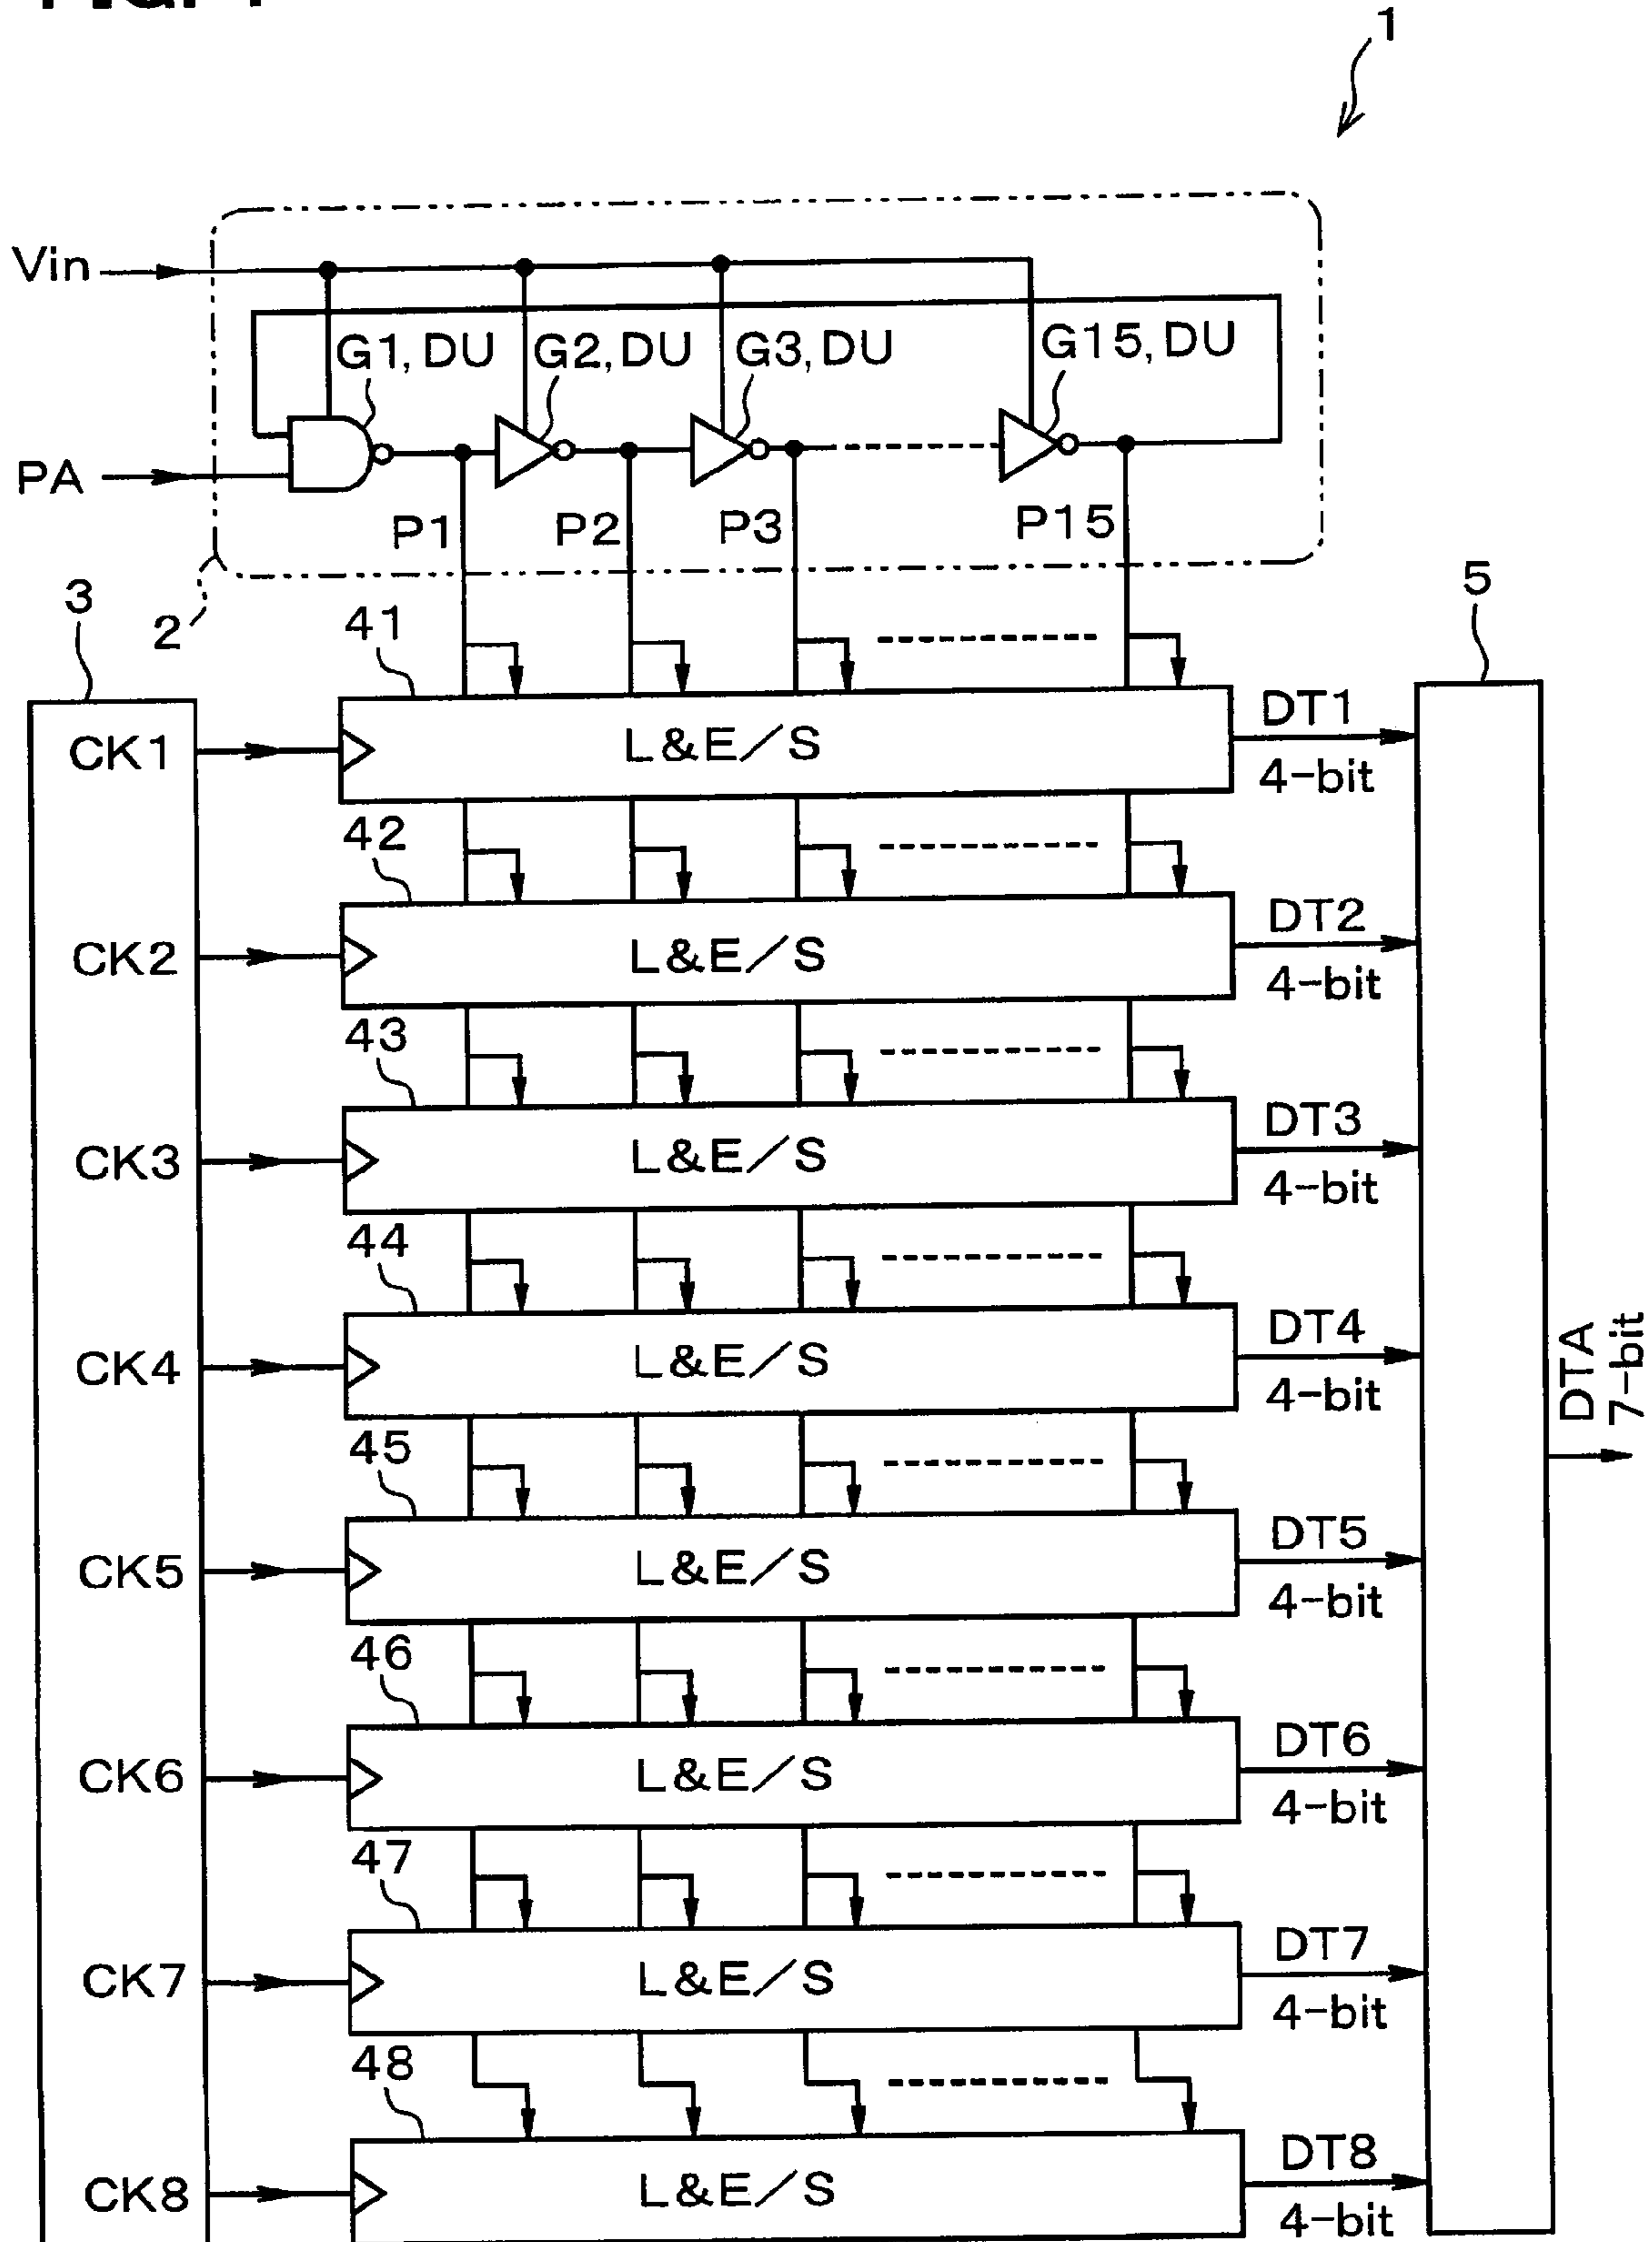 1
Vin
G1, DU
G2, DU
G3, DU
G15, DU
PA
P1
P2
P3
P15
2
3
5
41
CK1
L&E/S
DT1
4-bit
42
CK2
L&E/S
DT2
4-bit
43
CK3
L&E/S
DT3
4-bit
44
CK4
L&E/S
DT4
4-bit
DTA
7-bit
45
CK5
L&E/S
DT5
4-bit
46
CK6
L&E/S
DT6
4-bit
47
CK7
L&E/S
DT7
4-bit
48
CK8
L&E/S
DT8
4-bit